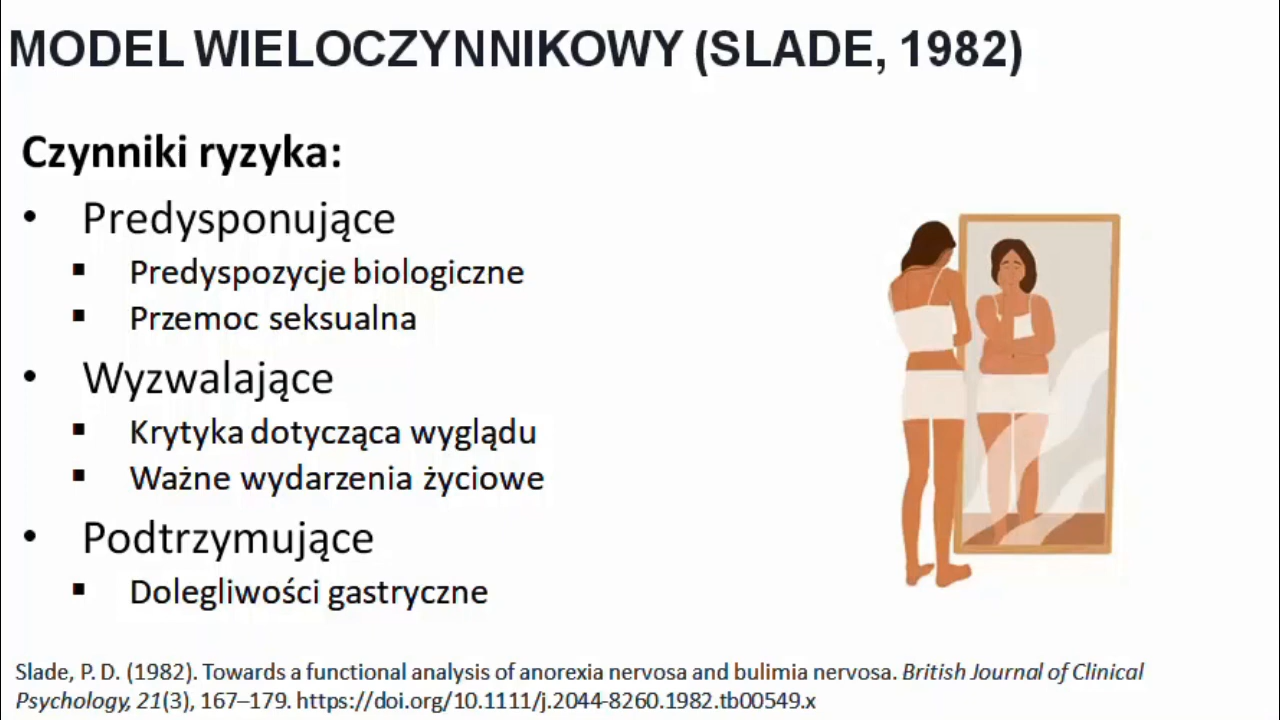 MODEL WIELOCZYNNIKOWY (SLADE, 1982)
Czynniki ryzyka:
• Predysponujące
▪ Predyspozycje biologiczne
▪ Przemoc seksualna
• Wyzwalające
▪ Krytyka dotycząca wyglądu
▪ Ważne wydarzenia życiowe
• Podtrzymujące
▪ Dolegliwości gastryczne
Slade, P. D. (1982). Towards a functional analysis of anorexia nervosa and bulimia nervosa. British Journal of Clinical
Psychology, 21(3), 167–179. https://doi.org/10.1111/j.2044-8260.1982.tb00549.x